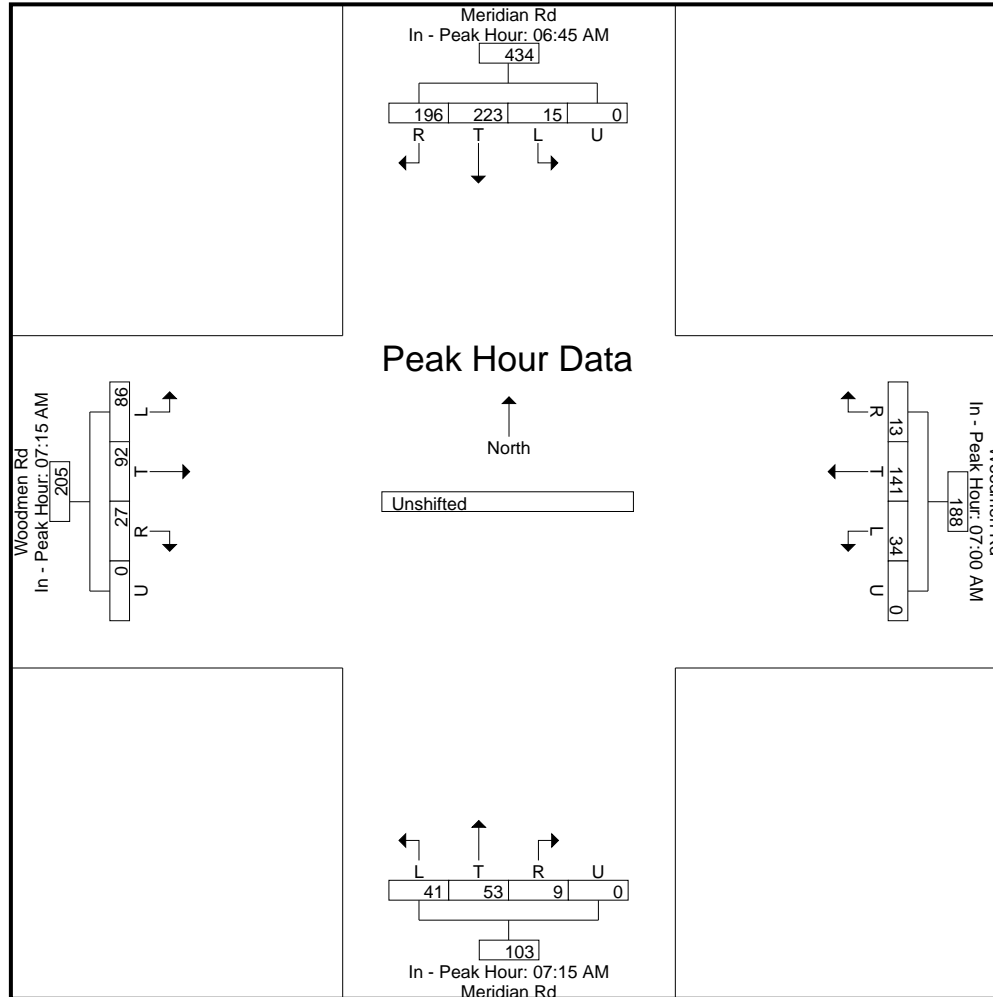 Meridian Rd
In - Peak Hour: 06:45 AM
434
196 223 15 0
R T L U
Peak Hour Data
North
Unshifted
Woodmen Rd
In - Peak Hour: 07:15 AM
205
86 92 27 0
L T R U
In - Peak Hour: 07:00 AM
188
13 141 34 0
R T L U
L T R U
41 53 9 0
103
In - Peak Hour: 07:15 AM
Meridian Rd